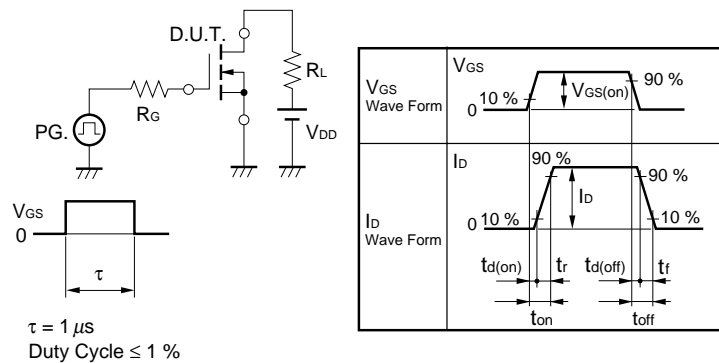 D.U.T.
RL
RG
PG.
VDD
VGS
0
τ
τ = 1 μs
Duty Cycle ≤ 1 %
VGS
Wave Form
VGS
10 %
0
VGS(on)
90 %
ID
Wave Form
ID
90 %
90 %
ID
0
10 %
10 %
td(on)
tr
td(off)
tf
ton
toff